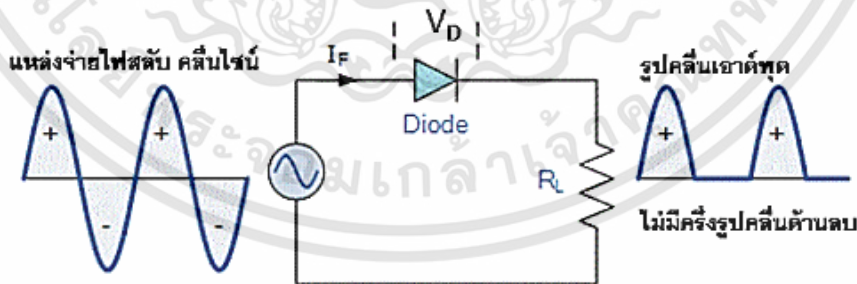 V_D
แหล่งจ่ายไฟสลับ คลื่นไซน์
I_F
รูปคลื่นเอาต์พุต
+ +
+ +
Diode
R_L
- -
ไม่มีครึ่งรูปคลื่นด้านลบ